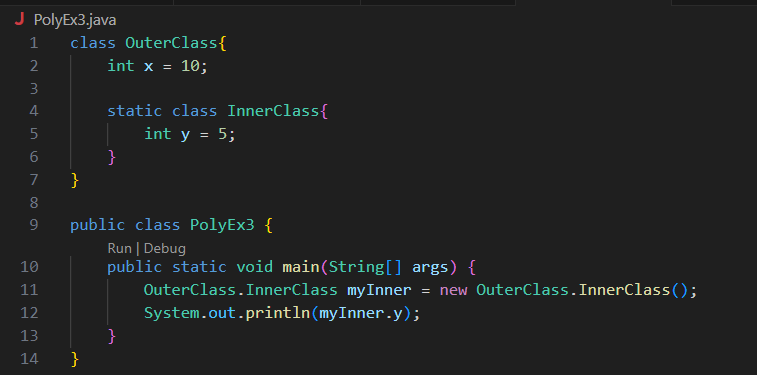 J PolyEx3.java
1 class OuterClass{
2     int x = 10;
3
4     static class InnerClass{
5         int y = 5;
6     }
7 }
8
9 public class PolyEx3 {
Run | Debug
10     public static void main(String[] args) {
11         OuterClass.InnerClass myInner = new OuterClass.InnerClass();
12         System.out.println(myInner.y);
13     }
14 }